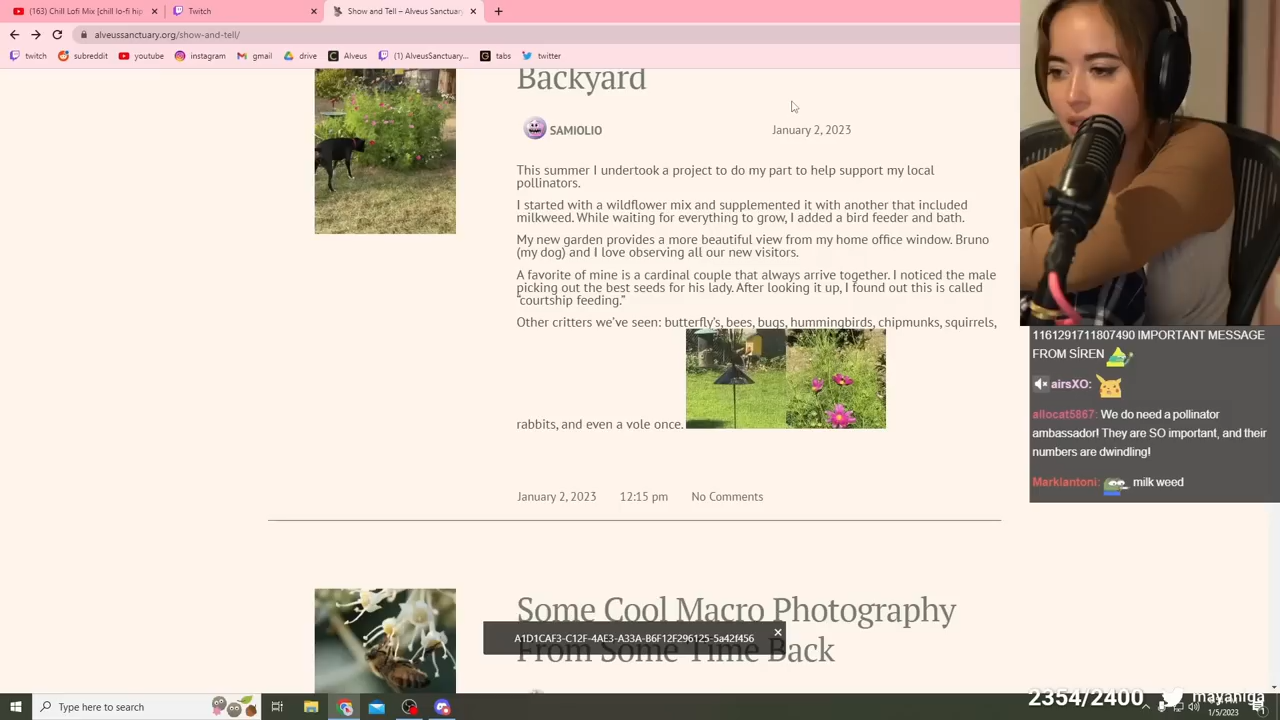 (163) Chill Lofi Mix [chill lo-fi hip
Twitch
Show and Tell – Alveus Sanctuary
alveussanctuary.org/show-and-tell/
twitch
subreddit
youtube
instagram
gmail
drive
Alveus
(1) AlveusSanctuary...
tabs
twitter
Backyard
SAMIOLIO
January 2, 2023
This summer I undertook a project to do my part to help support my local
pollinators.
I started with a wildflower mix and supplemented it with another that included
milkweed. While waiting for everything to grow, I added a bird feeder and bath.
My new garden provides a more beautiful view from my home office window. Bruno
(my dog) and I love observing all our new visitors.
A favorite of mine is a cardinal couple that always arrive together. I noticed the male
picking out the best seeds for his lady. After looking it up, I found out this is called
“courtship feeding.”
Other critters we’ve seen: butterfly’s, bees, bugs, hummingbirds, chipmunks, squirrels,
rabbits, and even a vole once.
January 2, 2023
12:15 pm
No Comments
Some Cool Macro Photography
From Some Time Back
A1D1CAF3-C12F-4AE3-A33A-B6F12F296125-5a42f456
1161291711807490 IMPORTANT MESSAGE
FROM SİREN
airsXO:
allocat5867: We do need a pollinator
ambassador! They are SO important, and their
numbers are dwindling!
Marklantoni: milk weed
Type here to search
2354/2400
mayahiga
1/5/2023